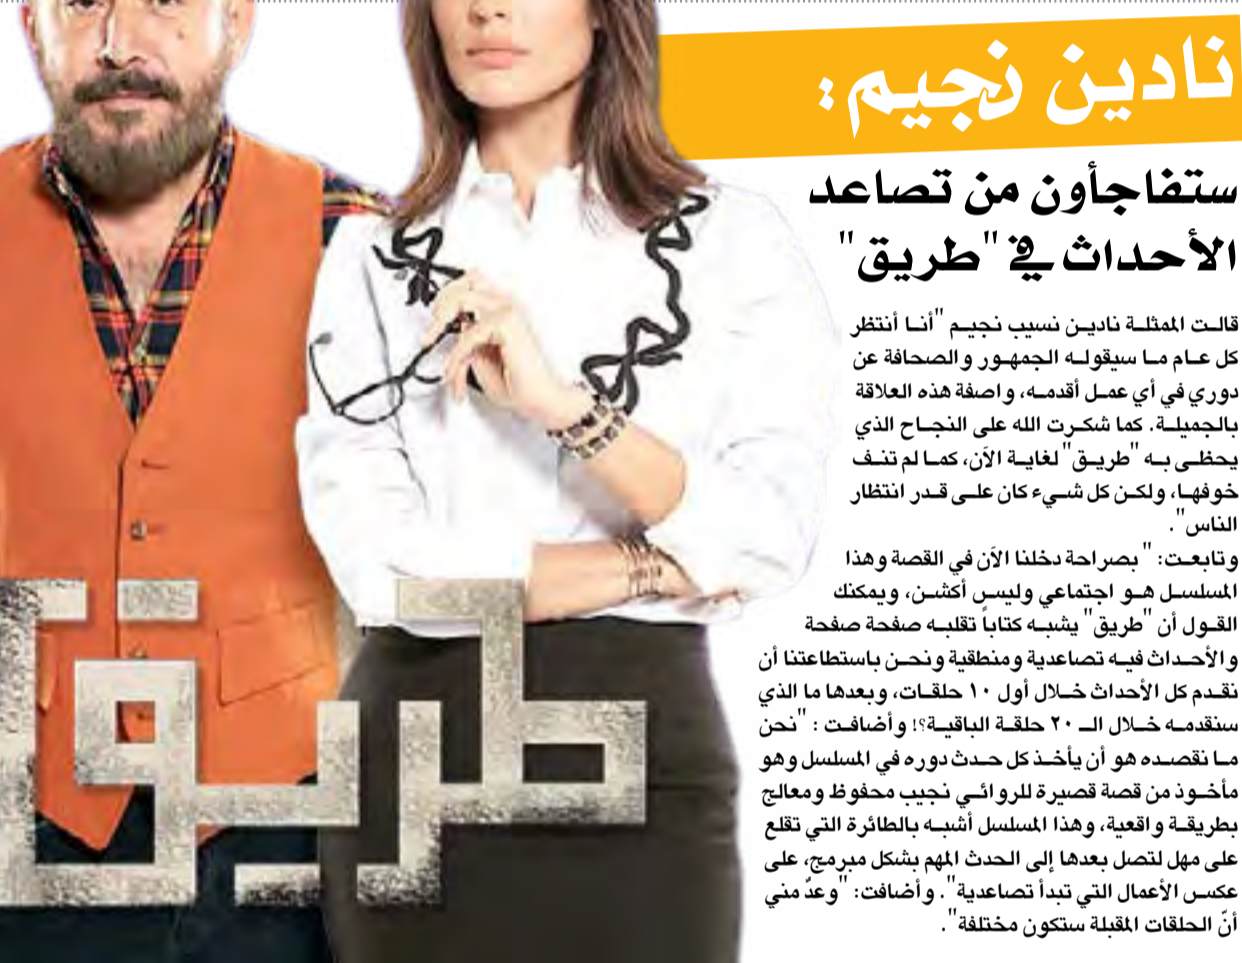 نادين نجيم:
ستفاجأون من تصاعد
الأحداث في "طريق"
قالت الممثلة نادين نسيب نجيم "أنا أنتظر
كل عام ما سيقوله الجمهور والصحافة عن
دوري في أي عمل أقدمه، واصفة هذه العلاقة
بالجميلة. كما شكرت الله على النجاح الذي
يحظى به "طريق" لغاية الآن، كما لم تنف
خوفها، ولكن كل شيء كان على قدر انتظار
الناس".
وتابعت: "بصراحة دخلنا الآن في القصة وهذا
المسلسل هو اجتماعي وليس أكشن، ويمكنك
القول أن "طريق" يشبه كتاباً تقلبه صفحة صفحة
والأحداث فيه تصاعدية ومنطقية ونحن باستطاعتنا أن
نقدم كل الأحداث خلال أول ١٠ حلقات، وبعدها ما الذي
سنقدمه خلال الـ ٢٠ حلقة الباقية؟! وأضافت : "نحن
ما نقصده هو أن يأخذ كل حدث دوره في المسلسل وهو
مأخوذ من قصة قصيرة للروائي نجيب محفوظ ومعالج
بطريقة واقعية، وهذا المسلسل أشبه بالطائرة التي تقلع
على مهل لتصل بعدها إلى الحدث المهم بشكل مبرمج، على
عكس الأعمال التي تبدأ تصاعدية". وأضافت: "وعدٌ مني
أنّ الحلقات المقبلة ستكون مختلفة".
طريق